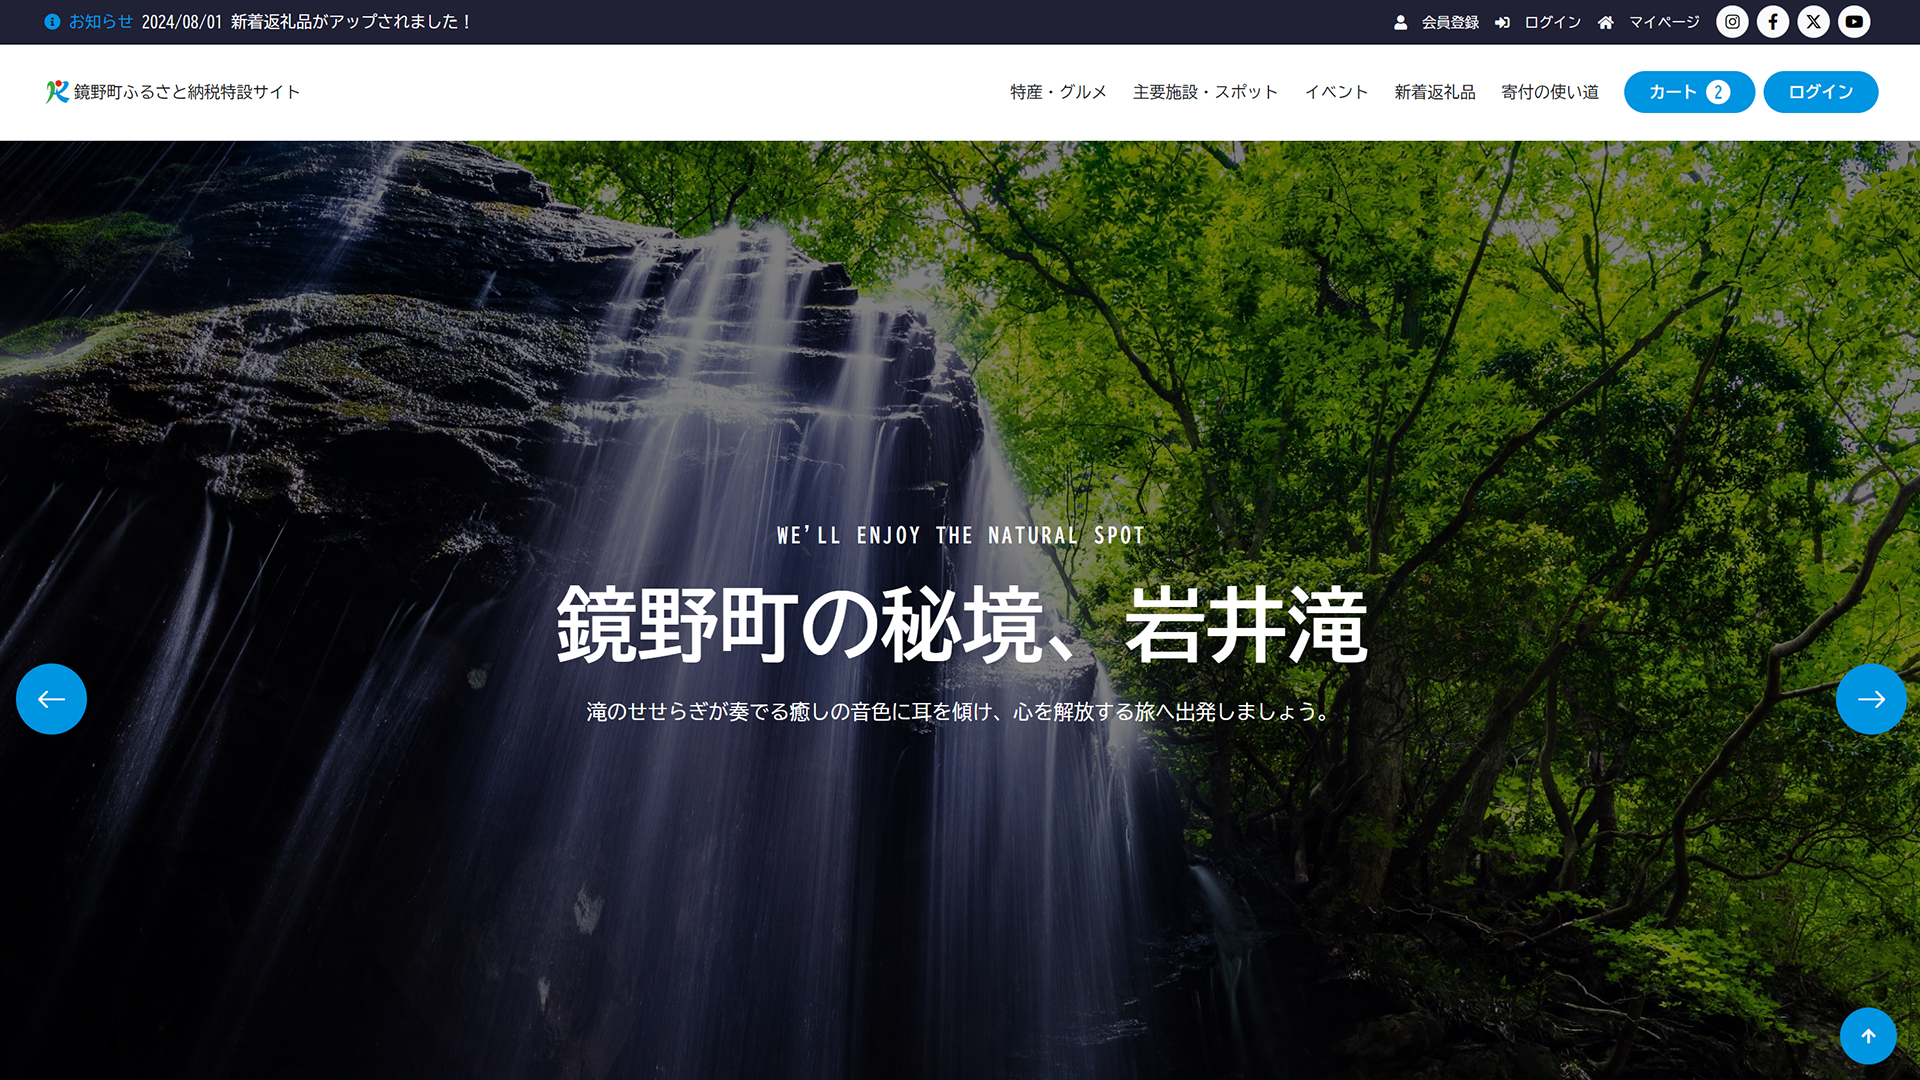 お知らせ 2024/08/01 新着返礼品がアップされました！
会員登録 ログイン マイページ
鏡野町ふるさと納税特設サイト
特産・グルメ 主要施設・スポット イベント 新着返礼品 寄付の使い道 カート 2 ログイン
WE'LL ENJOY THE NATURAL SPOT
鏡野町の秘境、岩井滝
滝のせせらぎが奏でる癒しの音色に耳を傾け、心を解放する旅へ出発しましょう。